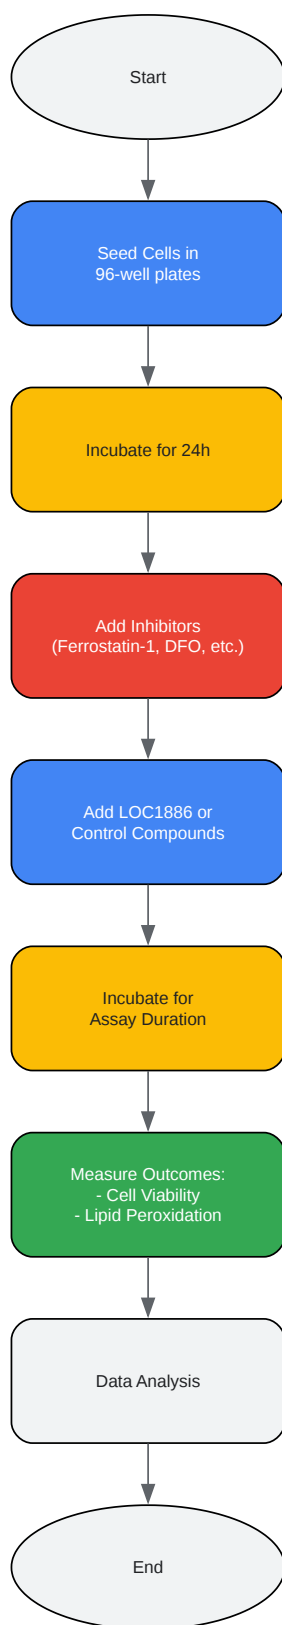 Start
Seed Cells in
96-well plates
Incubate for 24h
Add Inhibitors
(Ferrostatin-1, DFO, etc.)
Add LOC1886 or
Control Compounds
Incubate for
Assay Duration
Measure Outcomes:
- Cell Viability
- Lipid Peroxidation
Data Analysis
End